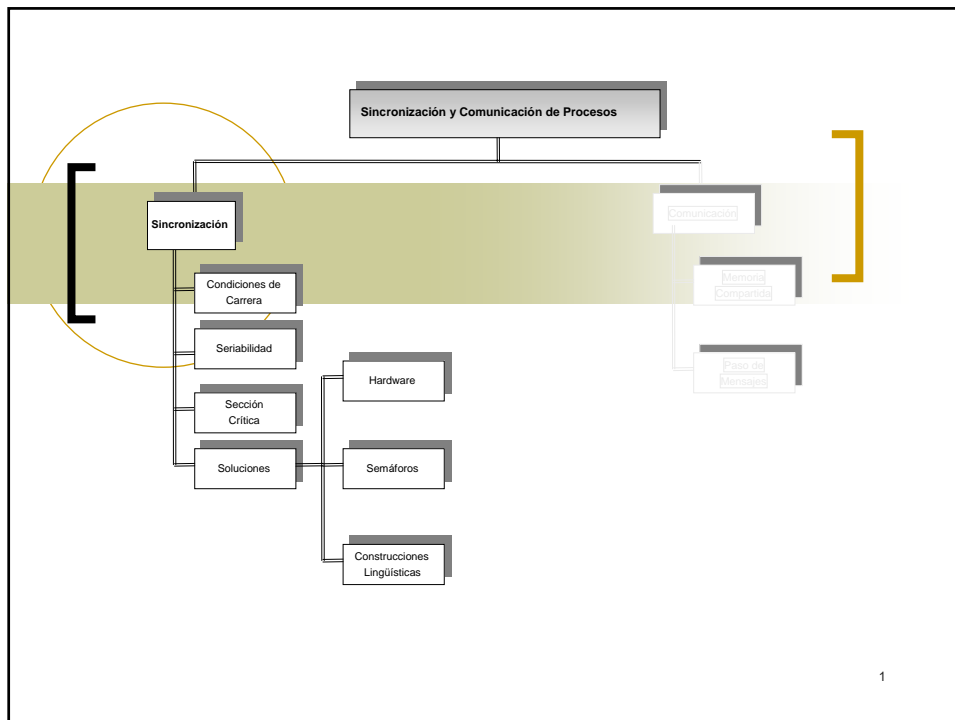 Sincronización y Comunicación de Procesos
Sincronización
Comunicación
Condiciones de
Carrera
Memoria
Compartida
Seriabilidad
Paso de
Mensajes
Hardware
Sección
Crítica
Soluciones
Semáforos
Construcciones
Lingüísticas
1